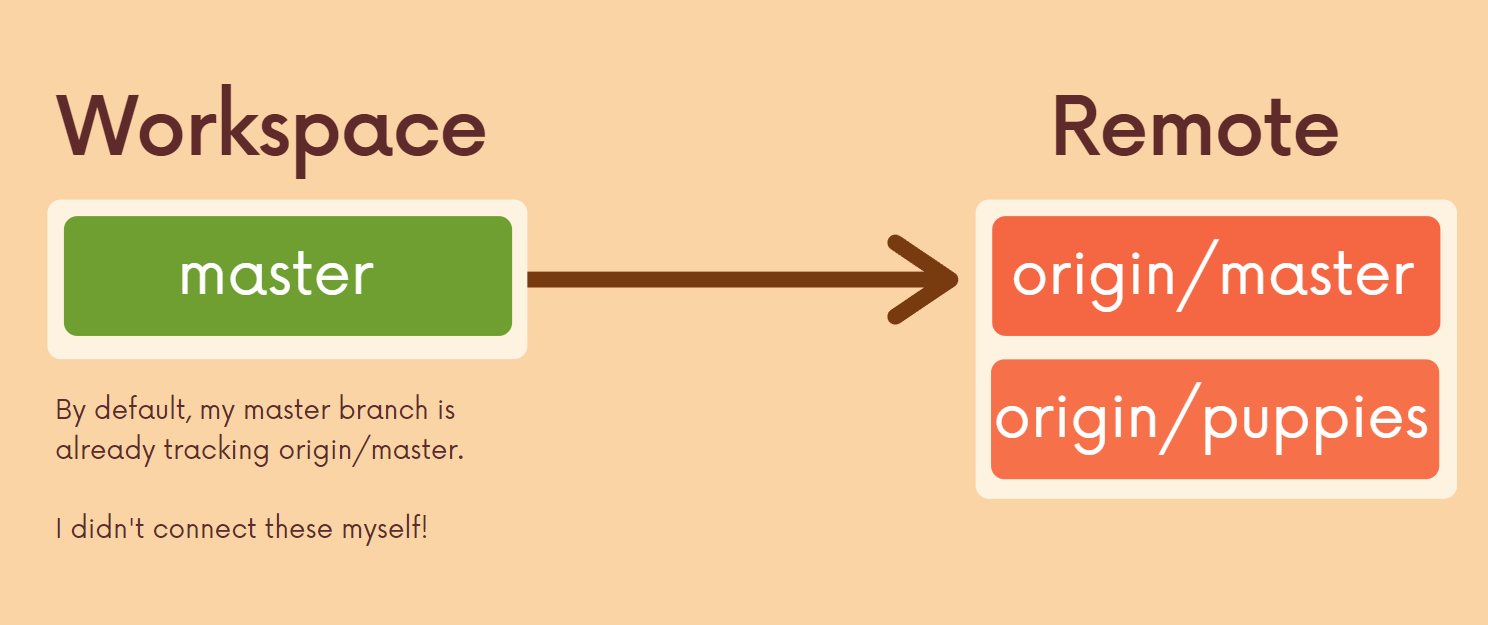 Workspace
Remote
master
origin/master
origin/puppies
By default, my master branch is
already tracking origin/master.
I didn't connect these myself!